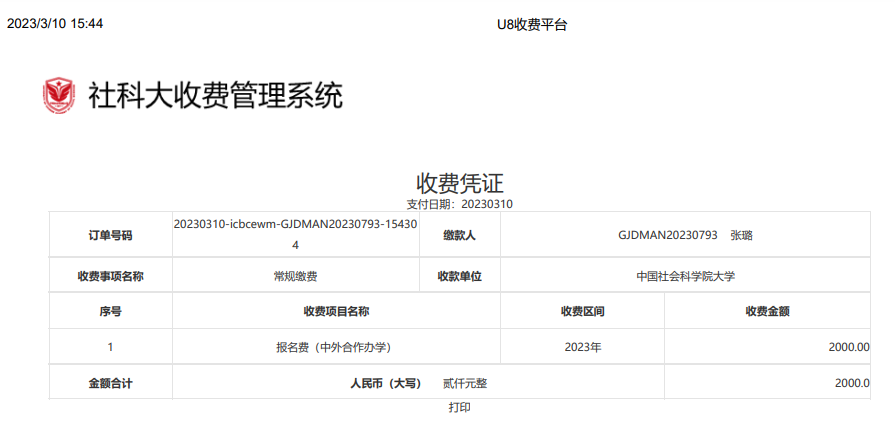 2023/3/10 15:44 U8收费平台
社科大收费管理系统
收费凭证
支付日期：20230310
订单号码 20230310-icbcewm-GJDMAN20230793-15430
4 缴款人 GJDMAN20230793 张璐
收费事项名称 常规缴费 收款单位 中国社会科学院大学
序号 收费项目名称 收费区间 收费金额
1 报名费（中外合作办学） 2023年 2000.00
金额合计 人民币（大写） 贰仟元整 2000.0
打印